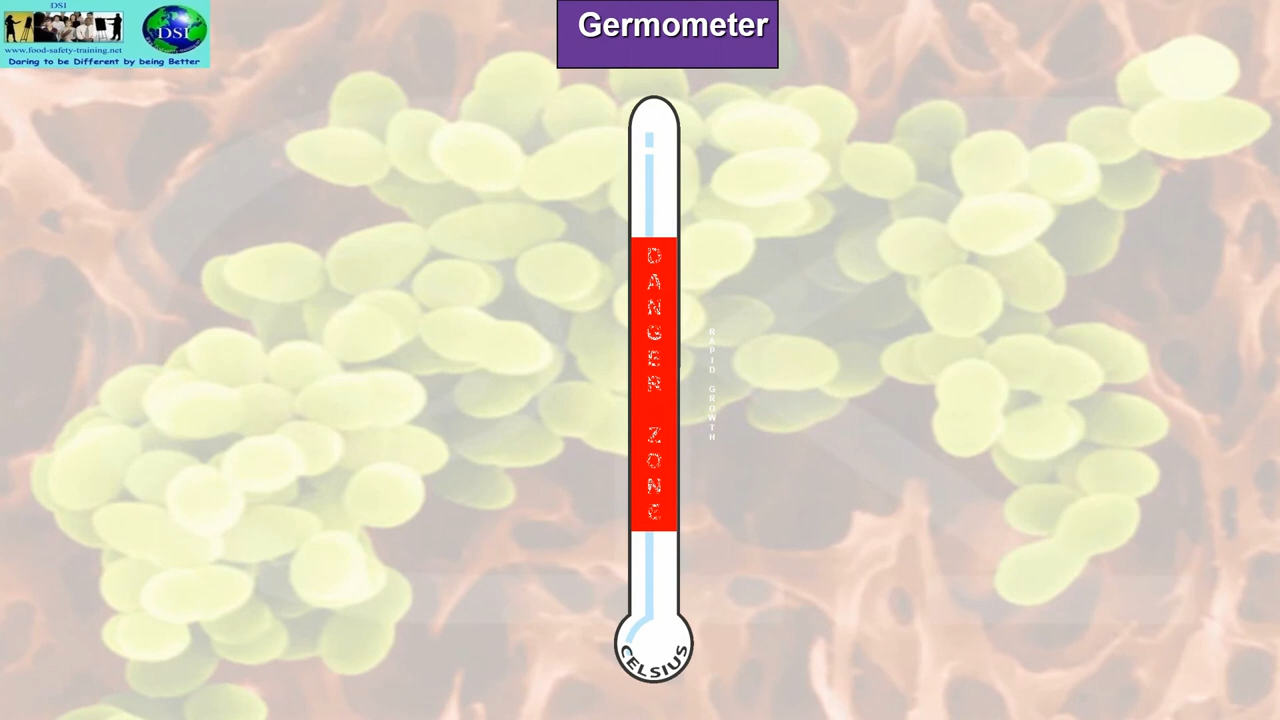 DSI
DSI
www.food-safety-training.net
Daring to be Different by being Better
Germometer
DANGER ZONE
RAPID GROWTH
CELSIUS